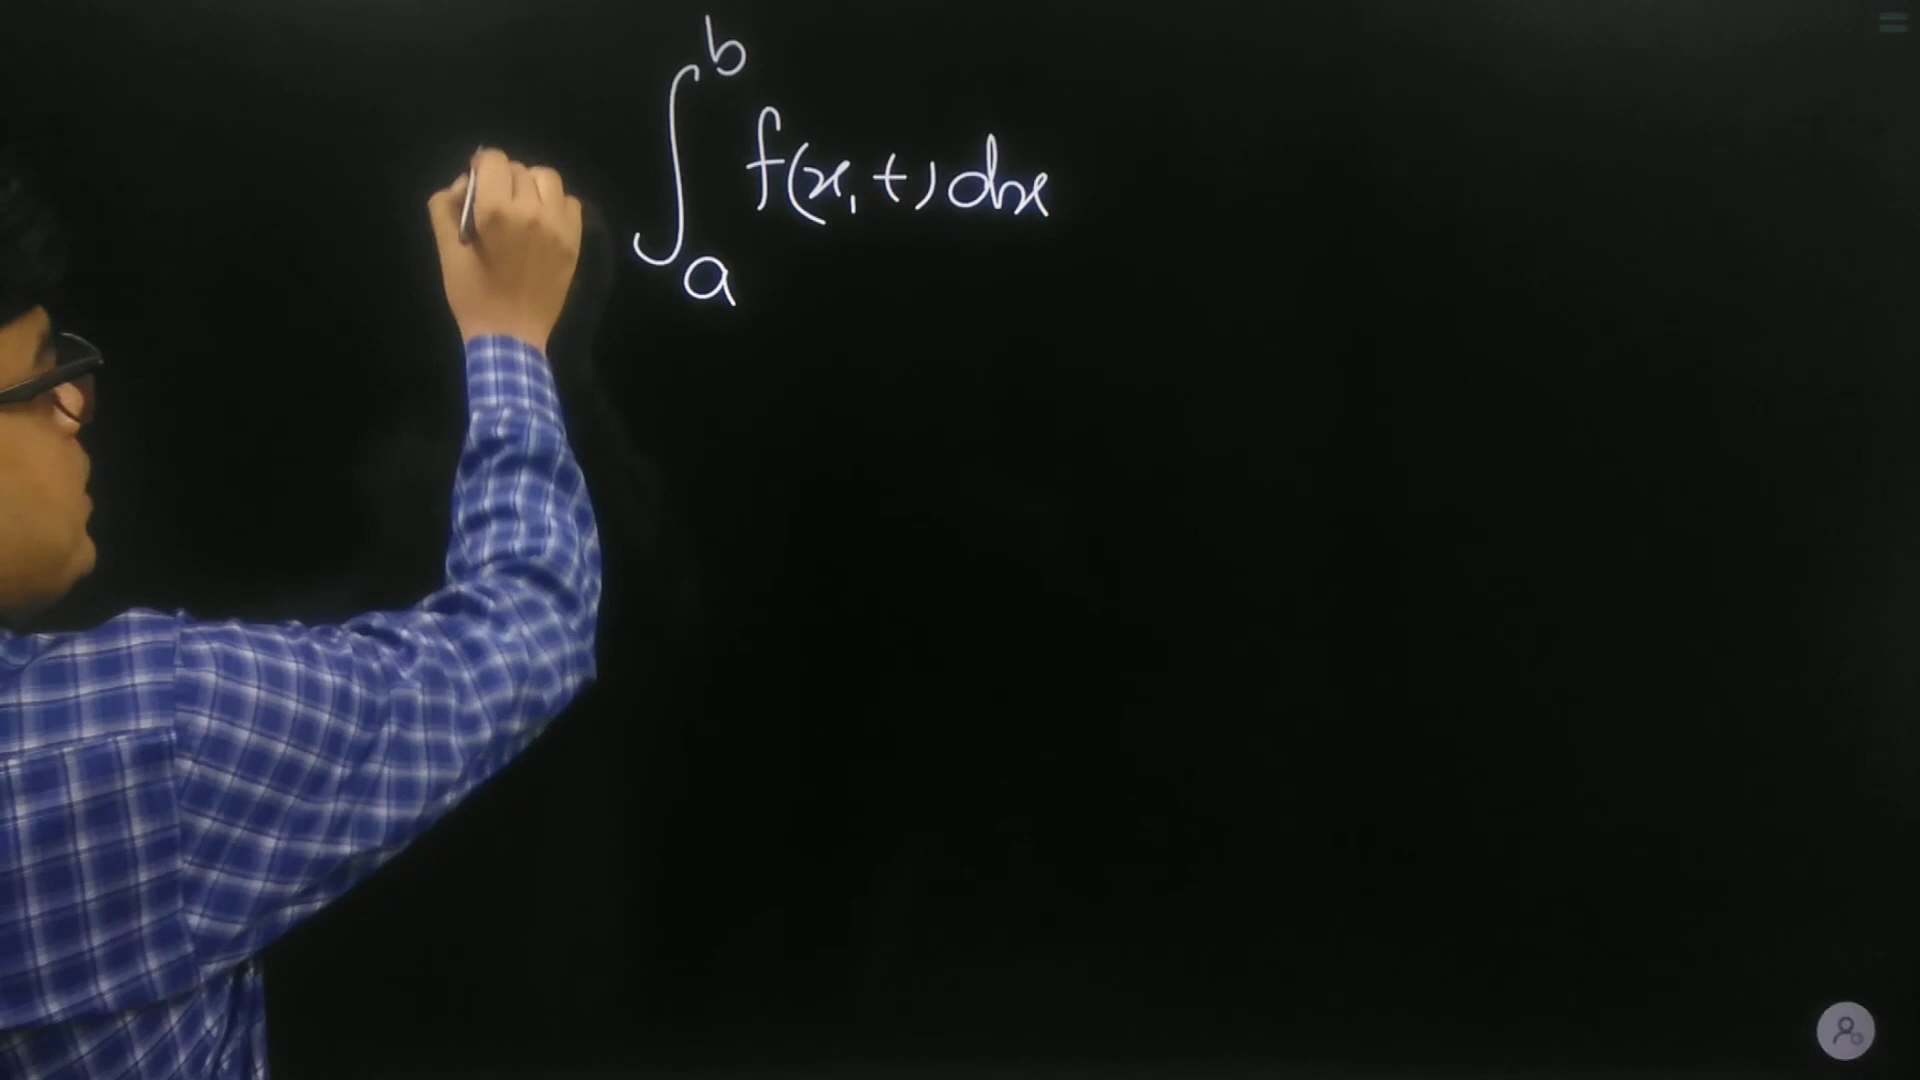 ∫_a^b f(x,t)dx